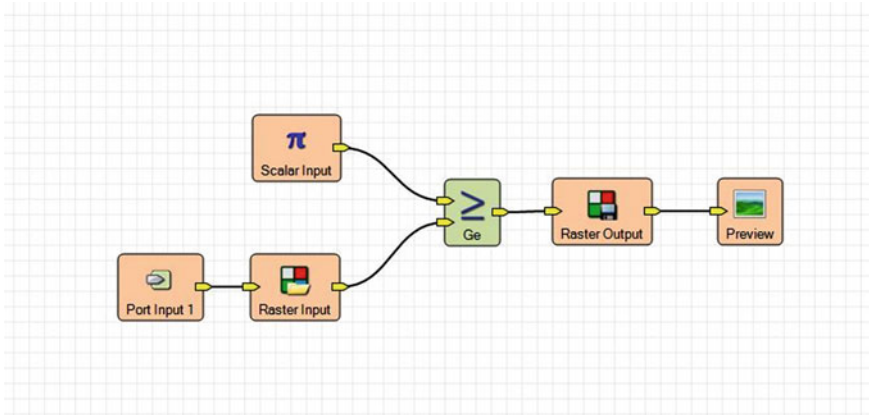 π
Scalar Input
≥
Ge
Raster Output
Preview
Port Input 1
Raster Input